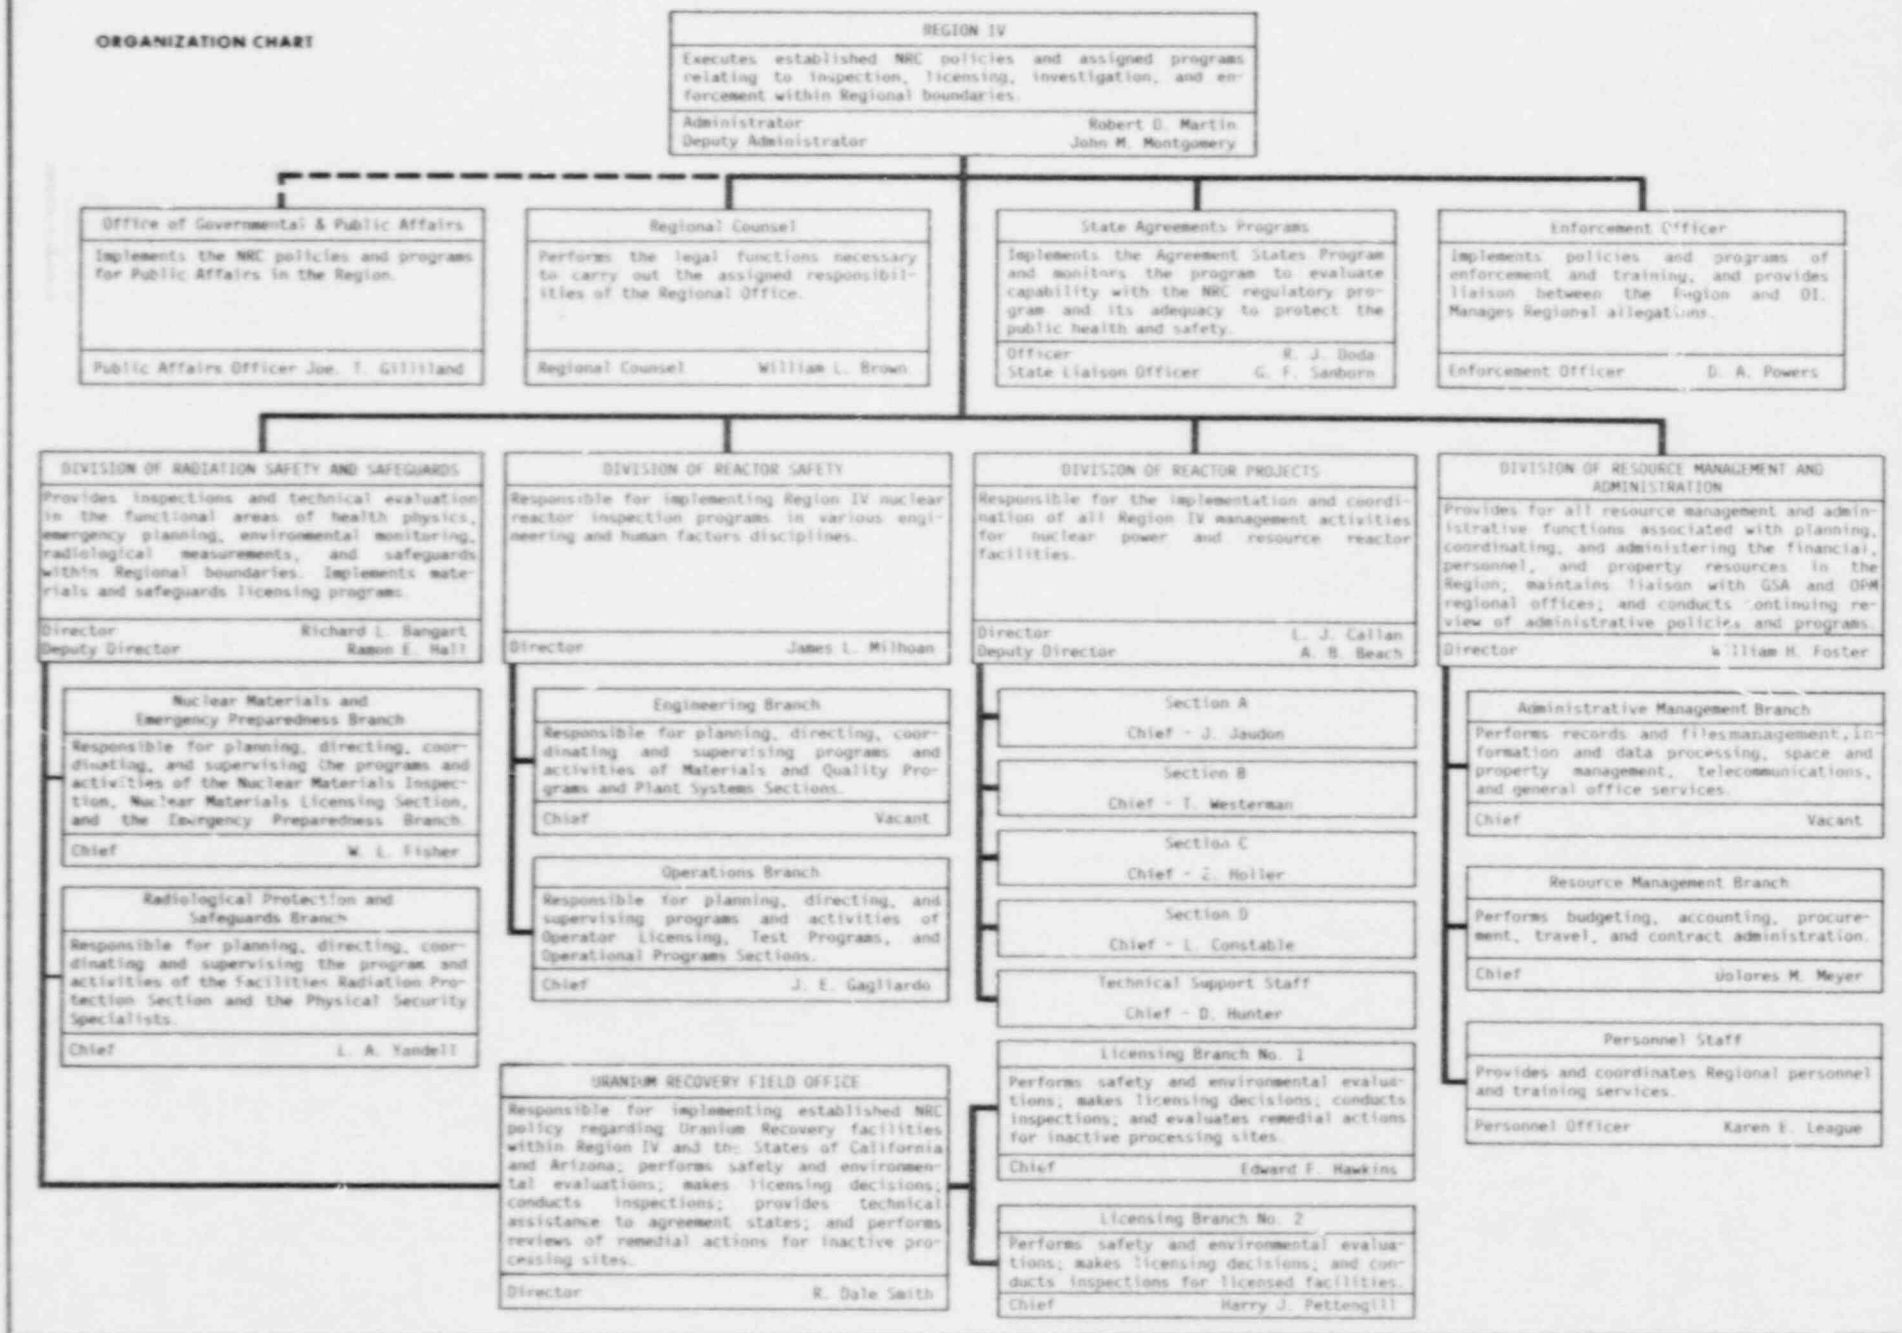 ORGANIZATION CHART
REGION IV
Executes established NRC policies and assigned programs
relating to inspection, licensing, investigation, and en-
forcement within Regional boundaries.
Administrator Robert D. Martin
Deputy Administrator John M. Montgomery
Office of Governmental & Public Affairs
Implements the NRC policies and programs
for Public Affairs in the Region.
Public Affairs Officer Joe. T. Gilliland
Regional Counsel
Performs the legal functions necessary
to carry out the assigned responsibil-
ities of the Regional Office.
Regional Counsel William L. Brown
State Agreements Programs
Implements the Agreement States Program
and monitors the program to evaluate
capability with the NRC regulatory pro-
gram and its adequacy to protect the
public health and safety.
Officer R. J. Doda
State Liaison Officer G. F. Sanborn
Enforcement Officer
Implements policies and programs of
enforcement and training, and provides
liaison between the Region and OI.
Manages Regional allegations.
Enforcement Officer D. A. Powers
DIVISION OF RADIATION SAFETY AND SAFEGUARDS
Provides inspections and technical evaluation
in the functional areas of health physics,
emergency planning, environmental monitoring,
radiological measurements, and safeguards
within Regional boundaries. Implements mate-
rials and safeguards licensing programs.
Director Richard L. Bangart
Deputy Director Ramon E. Hall
Nuclear Materials and
Emergency Preparedness Branch
Responsible for planning, directing, coor-
dinating, and supervising the programs and
activities of the Nuclear Materials Inspec-
tion, Nuclear Materials Licensing Section,
and the Emergency Preparedness Branch.
Chief W. L. Fisher
Radiological Protection and
Safeguards Branch
Responsible for planning, directing, coor-
dinating and supervising the program and
activities of the Facilities Radiation Pro-
tection Section and the Physical Security
Specialists.
Chief L. A. Yandell
DIVISION OF REACTOR SAFETY
Responsible for implementing Region IV nuclear
reactor inspection programs in various engi-
neering and human factors disciplines.
Director James L. Milhoan
Engineering Branch
Responsible for planning, directing, coor-
dinating and supervising programs and
activities of Materials and Quality Pro-
grams and Plant Systems Sections.
Chief Vacant
Operations Branch
Responsible for planning, directing, and
supervising programs and activities of
Operator Licensing, Test Programs, and
Operational Programs Sections.
Chief J. E. Gagliardo
URANIUM RECOVERY FIELD OFFICE
Responsible for implementing established NRC
policy regarding Uranium Recovery facilities
within Region IV and the States of California
and Arizona; performs safety and environmen-
tal evaluations; makes licensing decisions;
conducts inspections; provides technical
assistance to agreement states; and performs
reviews of remedial actions for inactive pro-
cessing sites.
Director R. Dale Smith
DIVISION OF REACTOR PROJECTS
Responsible for the implementation and coordi-
nation of all Region IV management activities
for nuclear power and resource reactor
facilities.
Director L. J. Callan
Deputy Director A. B. Beach
Section A
Chief - J. Jaudon
Section B
Chief - T. Westerman
Section C
Chief - Holler
Section D
Chief - L. Constable
Technical Support Staff
Chief - D. Hunter
Licensing Branch No. 1
Performs safety and environmental evalua-
tions; makes licensing decisions; conducts
inspections; and evaluates remedial actions
for inactive processing sites.
Chief Edward F. Hawkins
Licensing Branch No. 2
Performs safety and environmental evalua-
tions; makes licensing decisions; and con-
ducts inspections for licensed facilities.
Chief Harry J. Pettengill
DIVISION OF RESOURCE MANAGEMENT AND
ADMINISTRATION
Provides for all resource management and admin-
istrative functions associated with planning,
coordinating, and administering the financial,
personnel, and property resources in the
Region; maintains liaison with GSA and OPM
regional offices; and conducts continuing re-
view of administrative policies and programs.
Director William H. Foster
Administrative Management Branch
Performs records and files management, in-
formation and data processing, space and
property management, telecommunications,
and general office services.
Chief Vacant
Resource Management Branch
Performs budgeting, accounting, procure-
ment, travel, and contract administration.
Chief Dolores M. Meyer
Personnel Staff
Provides and coordinates Regional personnel
and training services.
Personnel Officer Karen E. League